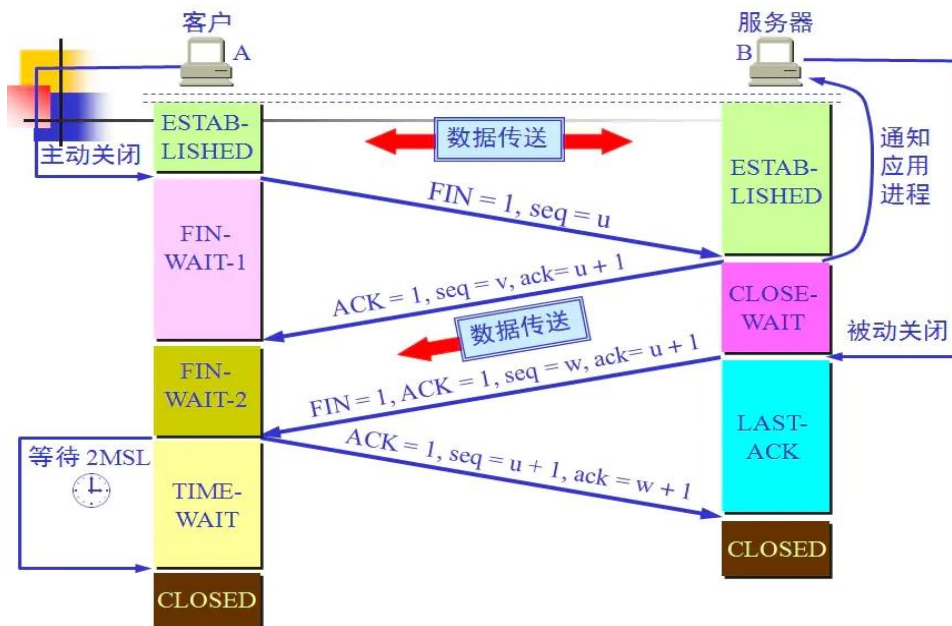 客户
A
服务器
B
ESTAB-
LISHED
数据传送
主动关闭
ESTAB-
LISHED
通知
应用
进程
FIN = 1, seq = u
FIN-
WAIT-1
ACK = 1, seq = v, ack= u + 1
CLOSE-
WAIT
数据传送
被动关闭
FIN-
WAIT-2
FIN = 1, ACK = 1, seq = w, ack= u + 1
LAST-
ACK
ACK = 1, seq = u + 1, ack = w + 1
等待 2MSL
TIME-
WAIT
CLOSED
CLOSED